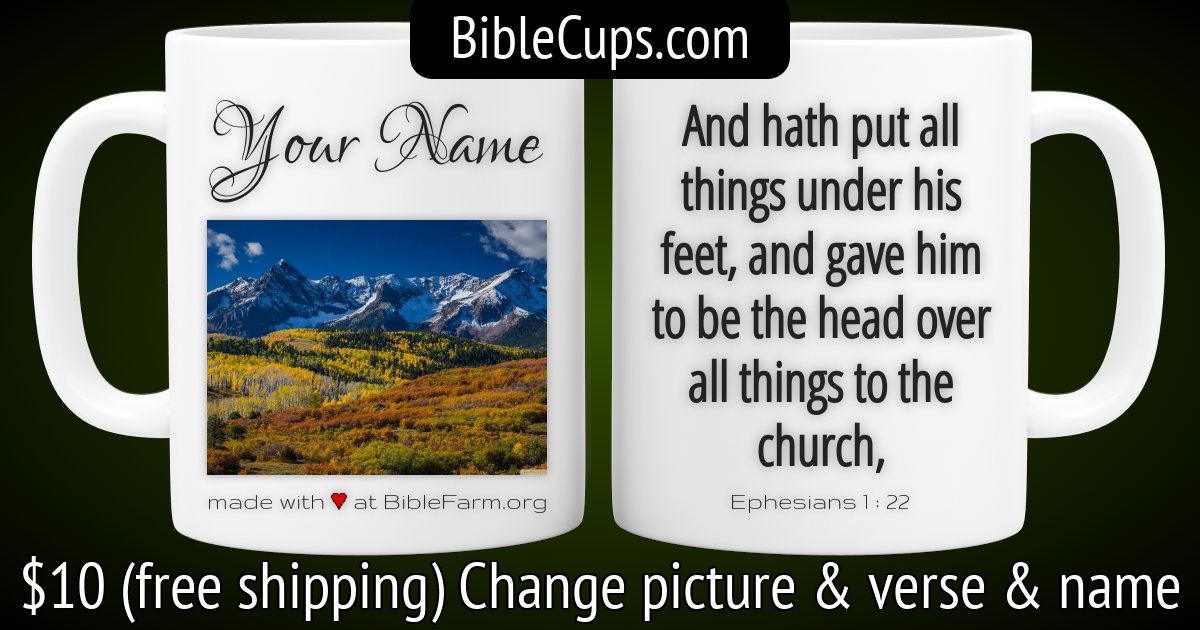 BibleCups.com
Your Name
made with ♥ at BibleFarm.org
And hath put all
things under his
feet, and gave him
to be the head over
all things to the
church,
Ephesians 1 : 22
$10 (free shipping) Change picture & verse & name